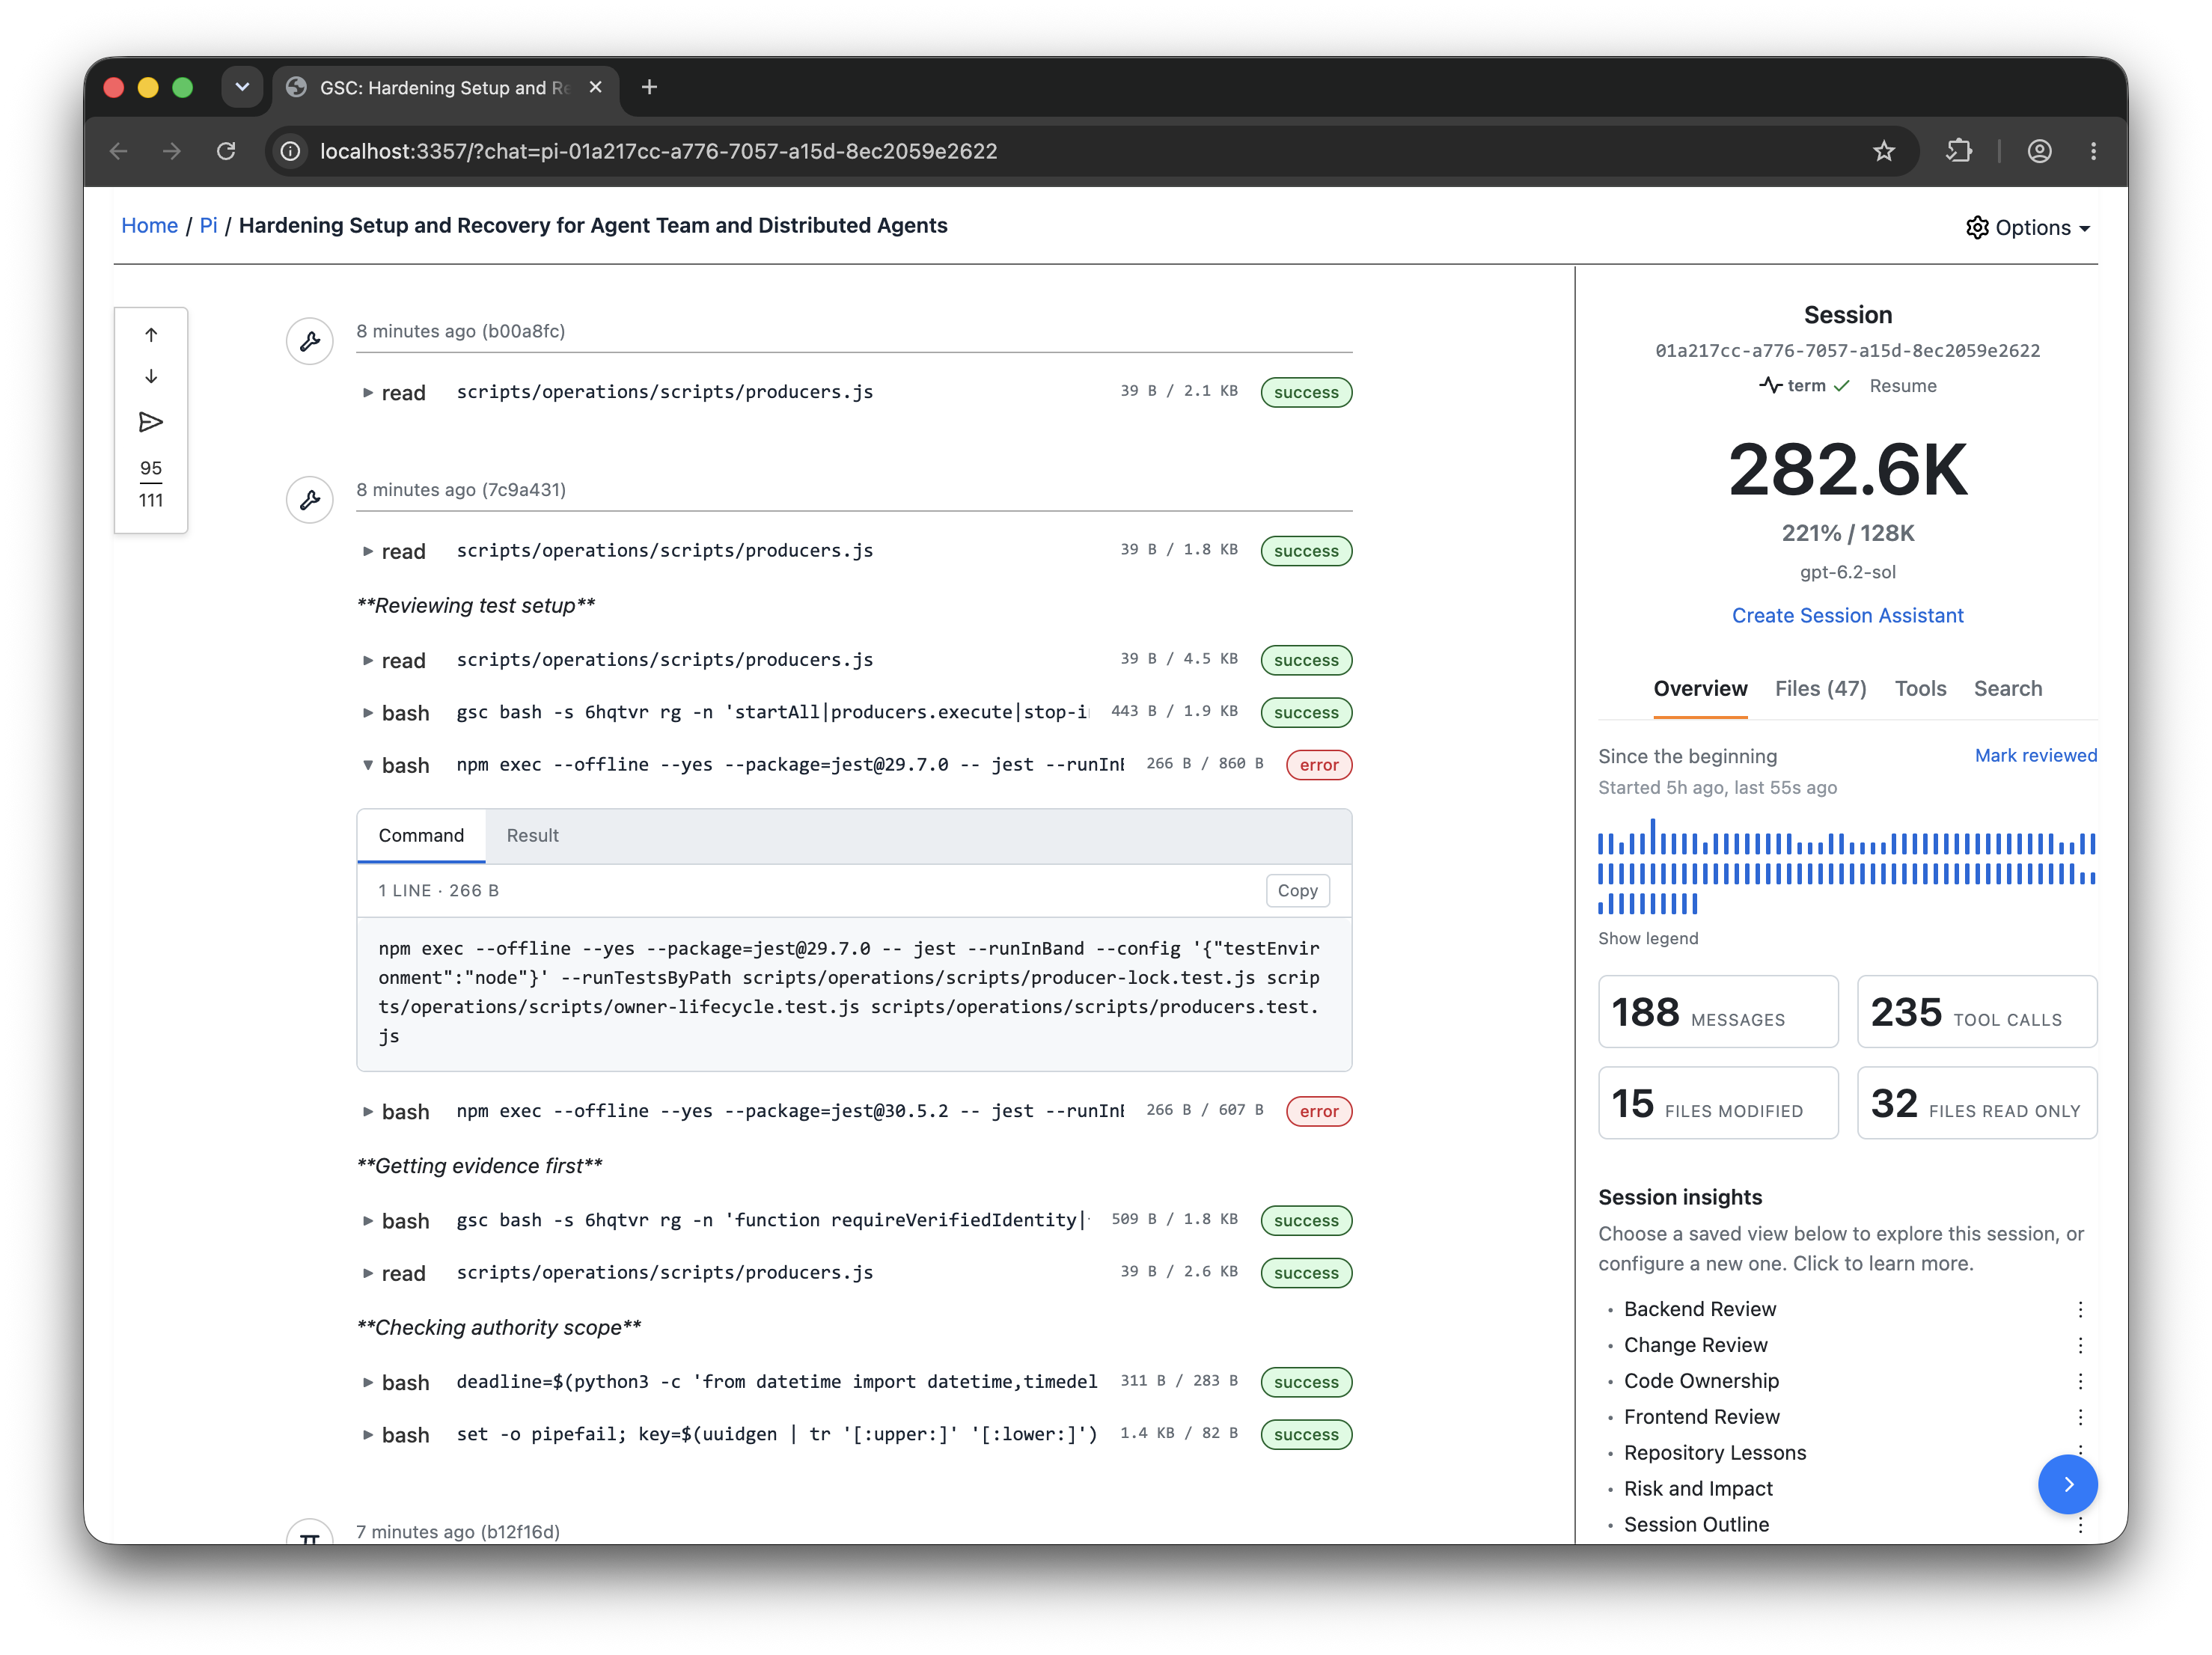 GSC: Hardening Setup and Re
localhost:3357/?chat=pi-01a217cc-a776-7057-a15d-8ec2059e2622
Home / Pi / Hardening Setup and Recovery for Agent Team and Distributed Agents
Options
95
111
8 minutes ago (b00a8fc)
read scripts/operations/scripts/producers.js 39 B / 2.1 KB success
8 minutes ago (7c9a431)
read scripts/operations/scripts/producers.js 39 B / 1.8 KB success
**Reviewing test setup**
read scripts/operations/scripts/producers.js 39 B / 4.5 KB success
bash gsc bash -s 6hqtvr rg -n 'startAll|producers.execute|stop-i 443 B / 1.9 KB success
bash npm exec --offline --yes --package=jest@29.7.0 -- jest --runIn 266 B / 860 B error
Command Result
1 LINE · 266 B Copy
npm exec --offline --yes --package=jest@29.7.0 -- jest --runInBand --config '{"testEnvir
onment":"node"}' --runTestsByPath scripts/operations/scripts/producer-lock.test.js scrip
ts/operations/scripts/owner-lifecycle.test.js scripts/operations/scripts/producers.test.
js
bash npm exec --offline --yes --package=jest@30.5.2 -- jest --runIn 266 B / 607 B error
**Getting evidence first**
bash gsc bash -s 6hqtvr rg -n 'function requireVerifiedIdentity| 509 B / 1.8 KB success
read scripts/operations/scripts/producers.js 39 B / 2.6 KB success
**Checking authority scope**
bash deadline=$(python3 -c 'from datetime import datetime,timedel 311 B / 283 B success
bash set -o pipefail; key=$(uuidgen | tr '[:upper:]' '[:lower:]') 1.4 KB / 82 B success
7 minutes ago (b12f16d)
Session
01a217cc-a776-7057-a15d-8ec2059e2622
term Resume
282.6K
221% / 128K
gpt-6.2-sol
Create Session Assistant
Overview Files (47) Tools Search
Since the beginning Mark reviewed
Started 5h ago, last 55s ago
Show legend
188 MESSAGES 235 TOOL CALLS
15 FILES MODIFIED 32 FILES READ ONLY
Session insights
Choose a saved view below to explore this session, or
configure a new one. Click to learn more.
• Backend Review
• Change Review
• Code Ownership
• Frontend Review
• Repository Lessons
• Risk and Impact
• Session Outline